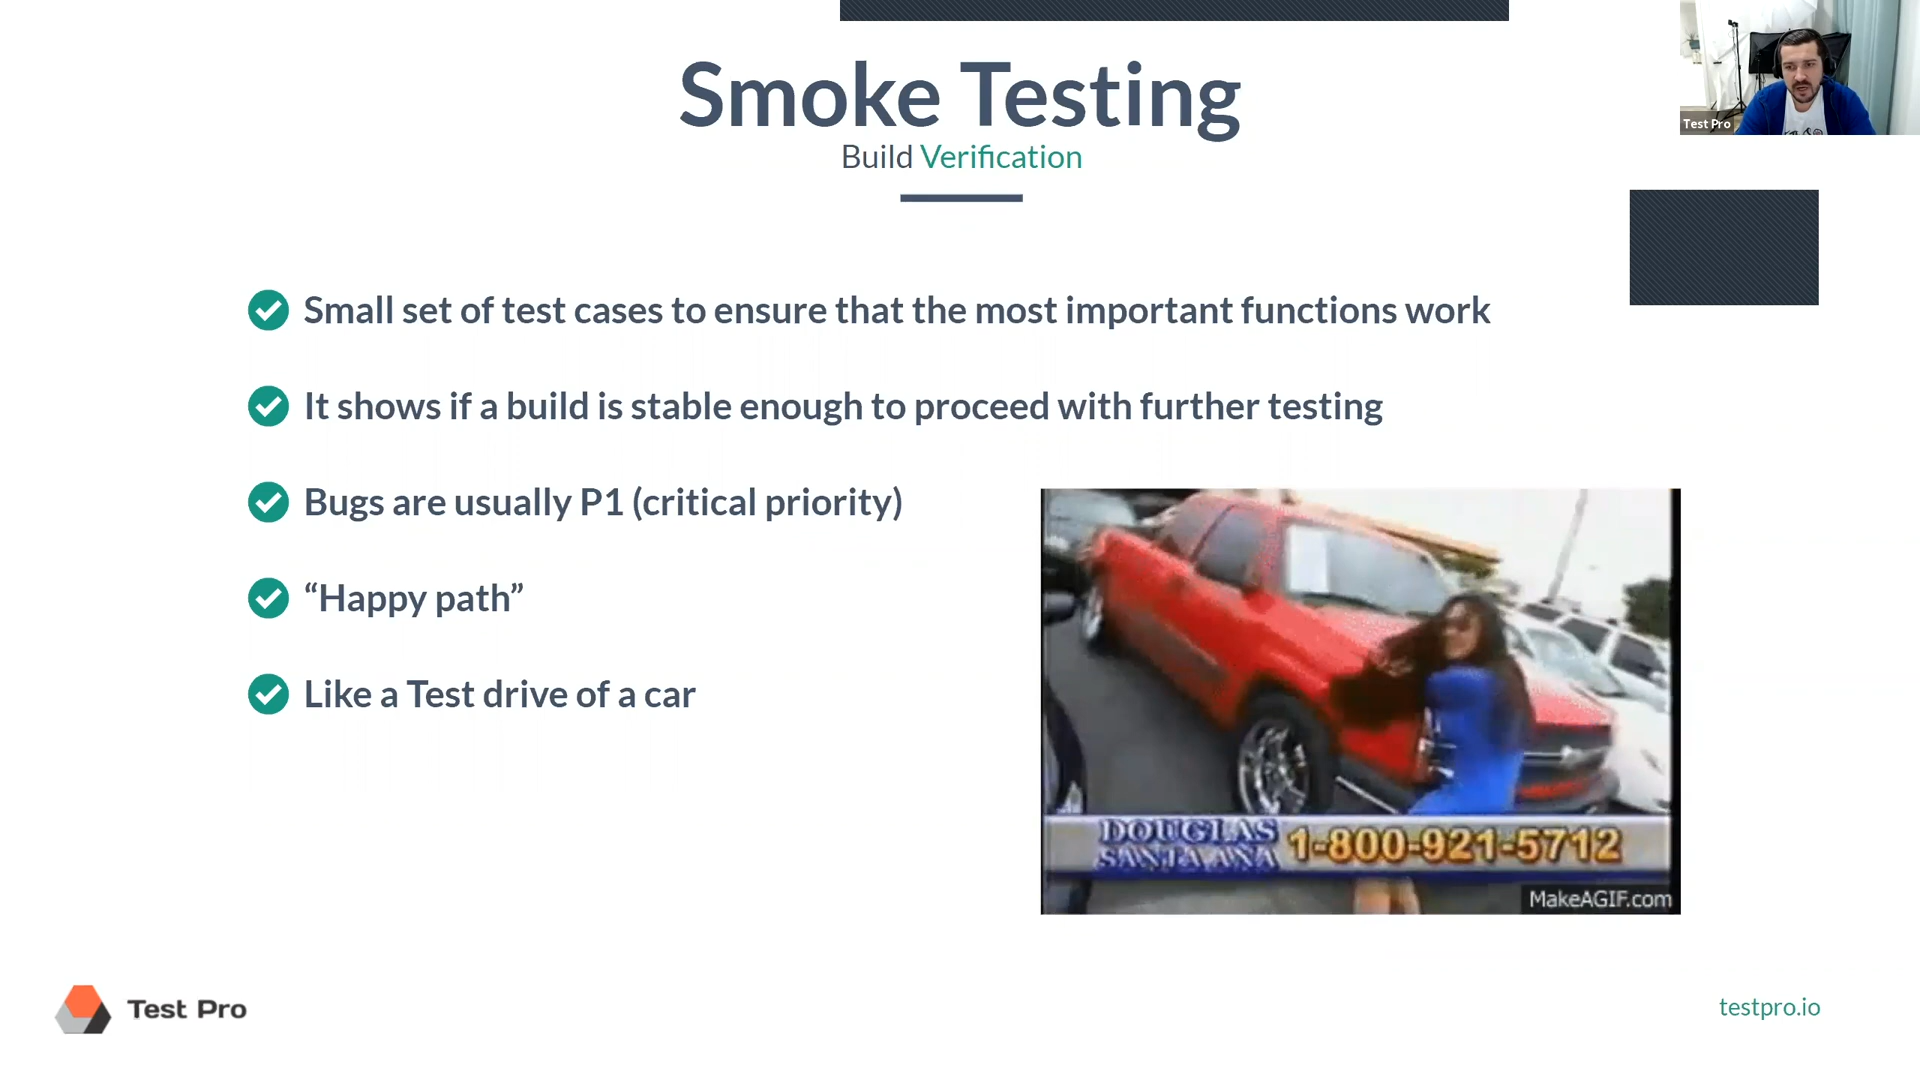 Smoke Testing
Build Verification
Test Pro
Small set of test cases to ensure that the most important functions work
It shows if a build is stable enough to proceed with further testing
Bugs are usually P1 (critical priority)
“Happy path”
Like a Test drive of a car
DOUGLAS
SANTA ANA
1-800-921-5712
MakeAGIF.com
Test Pro
testpro.io